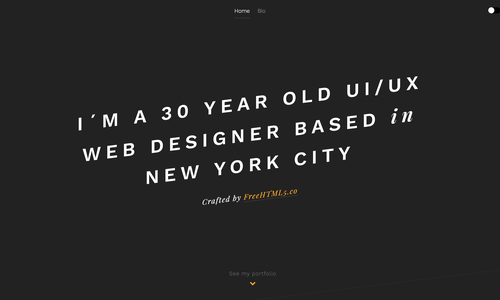 Home Bio
I´M A 30 YEAR OLD UI/UX
WEB DESIGNER BASED in
NEW YORK CITY
Crafted by FreeHTML5.co
See my portfolio